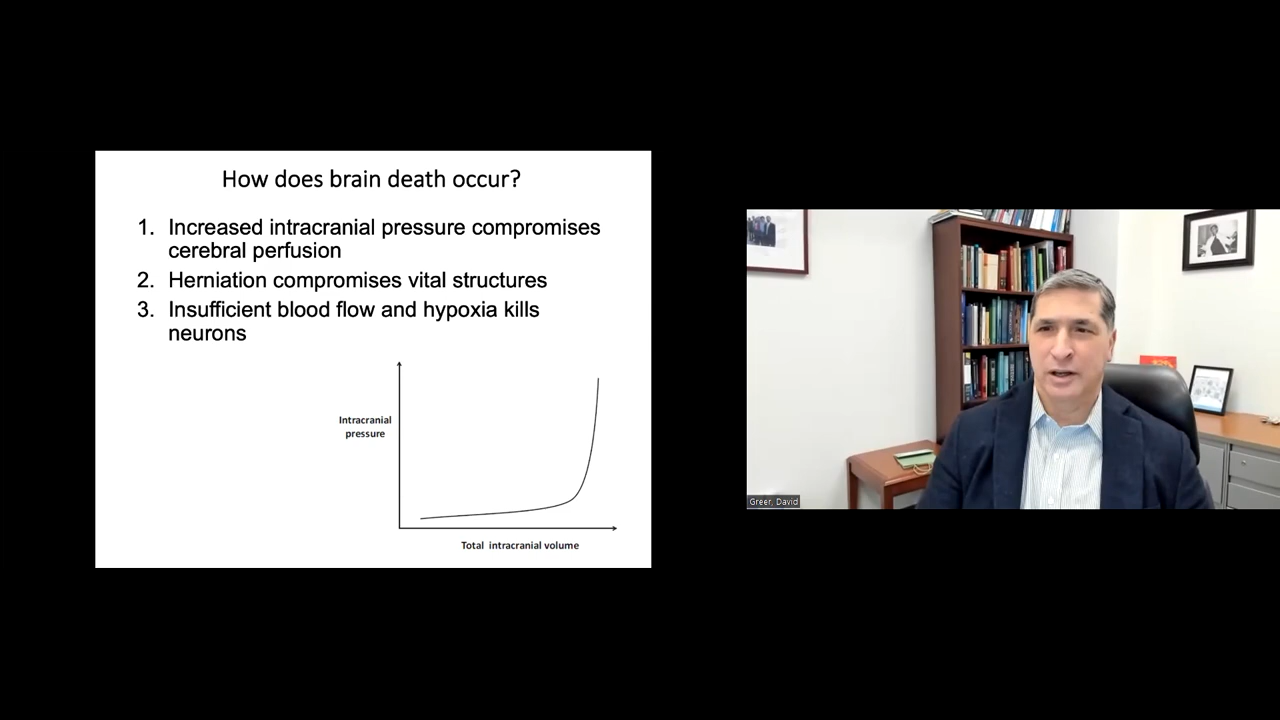 How does brain death occur?
1. Increased intracranial pressure compromises
cerebral perfusion
2. Herniation compromises vital structures
3. Insufficient blood flow and hypoxia kills
neurons
Intracranial
pressure
Total intracranial volume
Greer, David